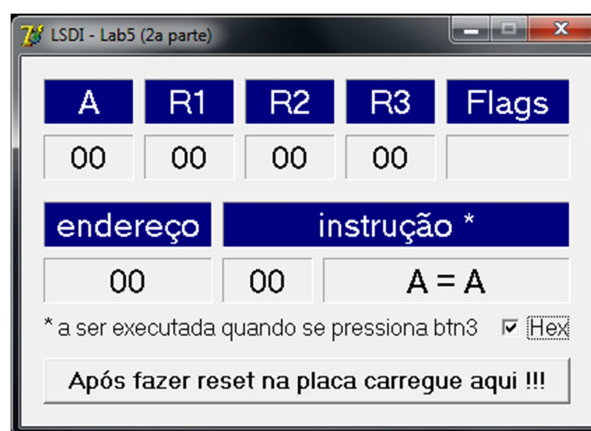 LSDI - Lab5 (2a parte)
A R1 R2 R3 Flags
00 00 00 00
endereço instrução *
00 00 A = A
* a ser executada quando se pressiona btn3 Hex
Após fazer reset na placa carregue aqui !!!